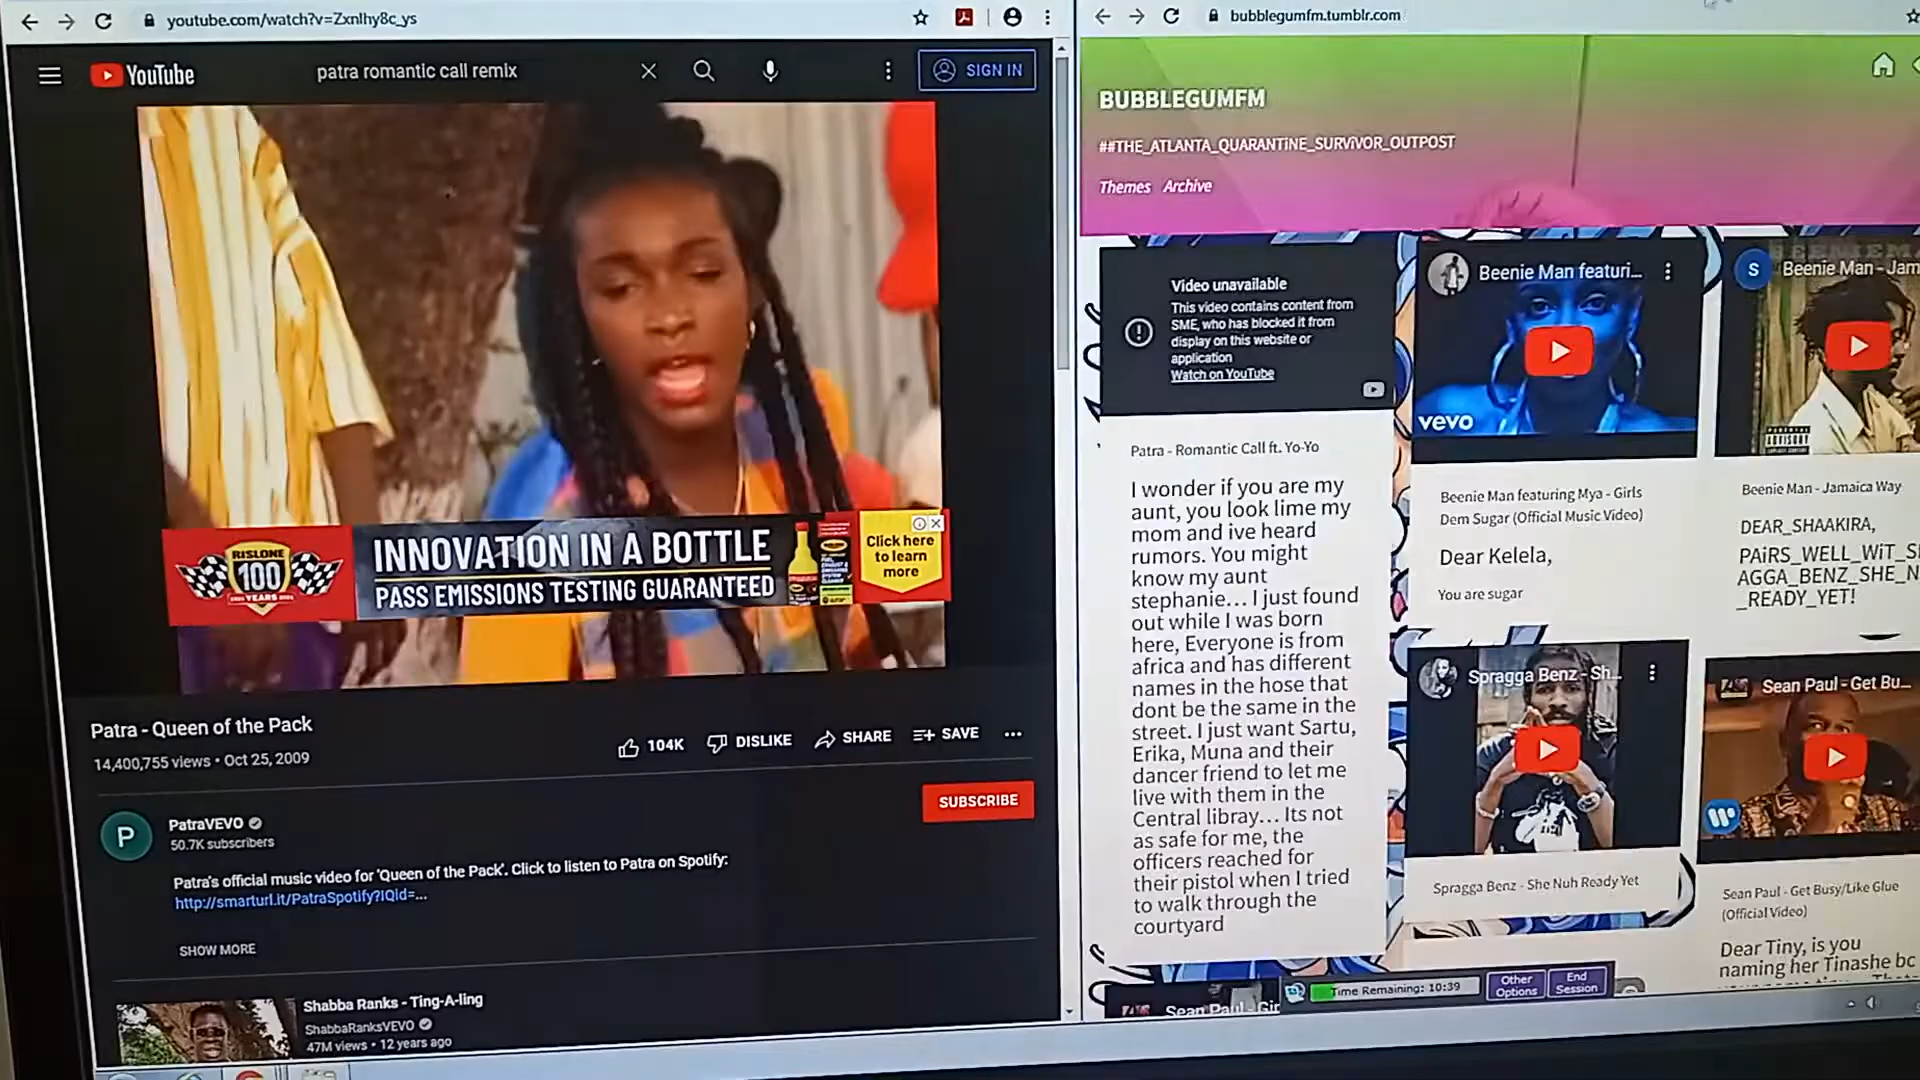 youtube.com/watch?v=Zxnlhy8c_ys
YouTube
patra romantic call remix
SIGN IN
RISLONE
100
YEARS
INNOVATION IN A BOTTLE
PASS EMISSIONS TESTING GUARANTEED
Click here
to learn
more
Patra - Queen of the Pack
14,400,755 views • Oct 25, 2009
104K
DISLIKE
SHARE
SAVE
SUBSCRIBE
P
PatraVEVO
50.7K subscribers
Patra's official music video for 'Queen of the Pack'. Click to listen to Patra on Spotify:
http://smarturl.it/PatraSpotify?IQid=...
SHOW MORE
Shabba Ranks - Ting-A-ling
ShabbaRanksVEVO
47M views • 12 years ago
bubblegumfm.tumblr.com
BUBBLEGUMFM
##THE_ATLANTA_QUARANTiNE_SURViVOR_OUTPOST
Themes Archive
Video unavailable
This video contains content from
SME, who has blocked it from
display on this website or
application
Watch on YouTube
Patra - Romantic Call ft. Yo-Yo
I wonder if you are my
aunt, you look lime my
mom and ive heard
rumors. You might
know my aunt
stephanie... I just found
out while I was born
here, Everyone is from
africa and has different
names in the hose that
dont be the same in the
street. I just want Sartu,
Erika, Muna and their
dancer friend to let me
live with them in the
Central libray... Its not
as safe for me, the
officers reached for
their pistol when I tried
to walk through the
courtyard
Beenie Man featuri...
vevo
Beenie Man featuring Mya - Girls
Dem Sugar (Official Music Video)
Dear Kelela,
You are sugar
Spragga Benz - Sh...
Spragga Benz - She Nuh Ready Yet
S
Beenie Man - Jam
ADVISORY
Beenie Man - Jamaica Way
DEAR_SHAAKIRA,
PAiRS_WELL_WiT_S
AGGA_BENZ_SHE_N
_READY_YET!
Sean Paul - Get Bu...
Sean Paul - Get Busy/Like Glue
(Official Video)
Dear Tiny, is you
naming her Tinashe bc
Sean Paul - Gir
Time Remaining: 10:39
Other
Options
End
Session